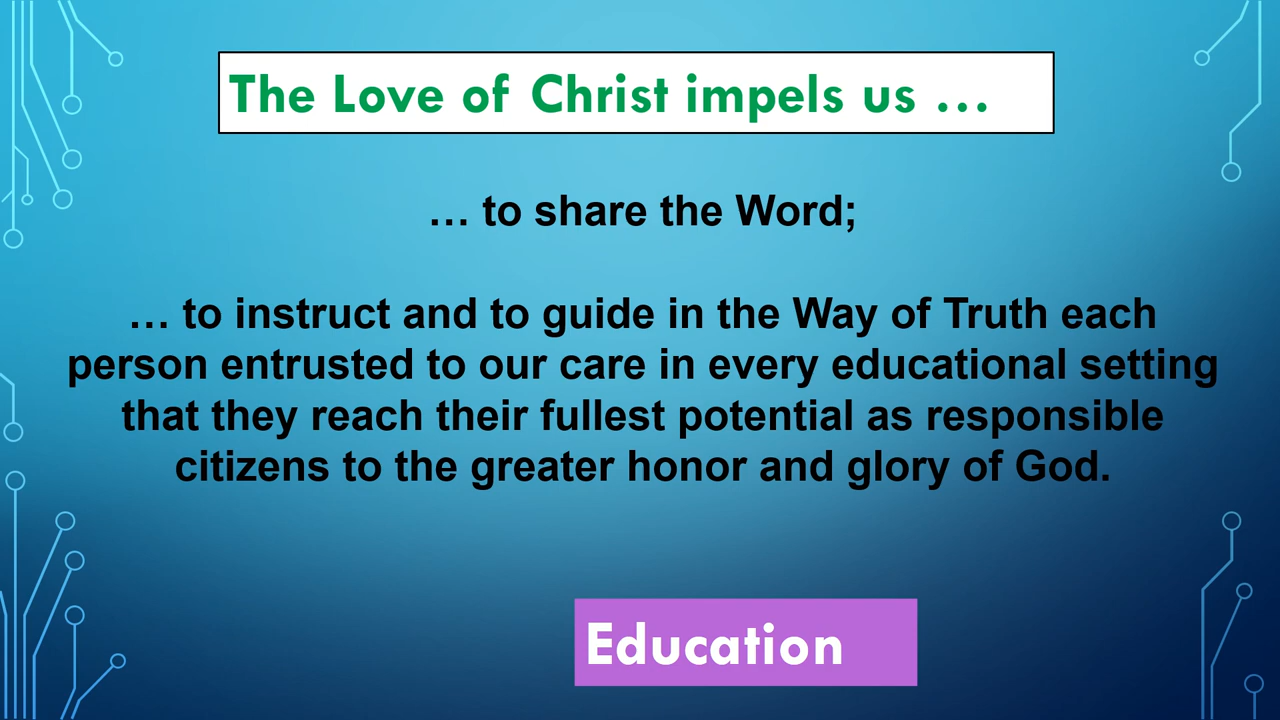 The Love of Christ impels us …
… to share the Word;
… to instruct and to guide in the Way of Truth each
person entrusted to our care in every educational setting
that they reach their fullest potential as responsible
citizens to the greater honor and glory of God.
Education